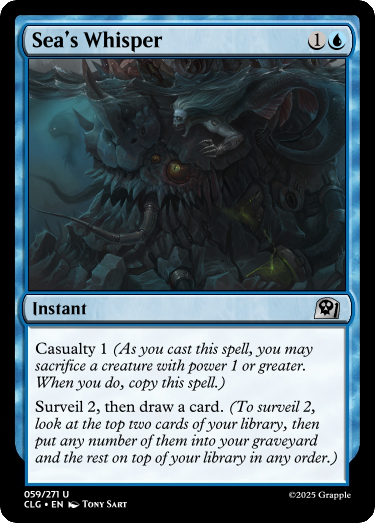 Sea's Whisper 1
Instant
Casualty 1 (As you cast this spell, you may
sacrifice a creature with power 1 or greater.
When you do, copy this spell.)
Surveil 2, then draw a card. (To surveil 2,
look at the top two cards of your library, then
put any number of them into your graveyard
and the rest on top of your library in any order.)
059/271 U
CLG • EN Tony Sart
©2025 Grapple